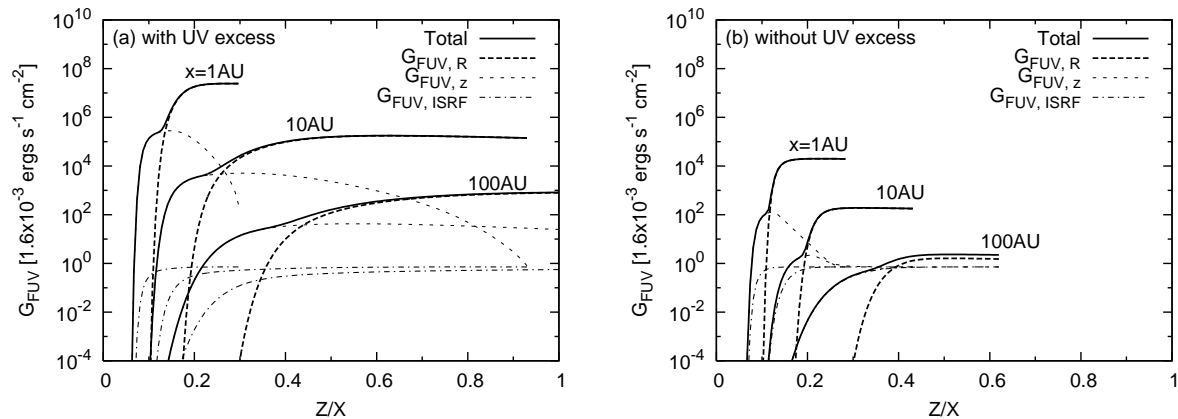 (a) with UV excess
Total
G_FUV, R
G_FUV, z
G_FUV, ISRF
x=1AU
10AU
100AU
G_FUV [1.6x10^-3 ergs s^-1 cm^-2]
10^10
10^8
10^6
10^4
10^2
10^0
10^-2
10^-4
0 0.2 0.4 0.6 0.8 1
Z/X
(b) without UV excess
Total
G_FUV, R
G_FUV, z
G_FUV, ISRF
x=1AU
10AU
100AU
G_FUV [1.6x10^-3 ergs s^-1 cm^-2]
10^10
10^8
10^6
10^4
10^2
10^0
10^-2
10^-4
0 0.2 0.4 0.6 0.8 1
Z/X